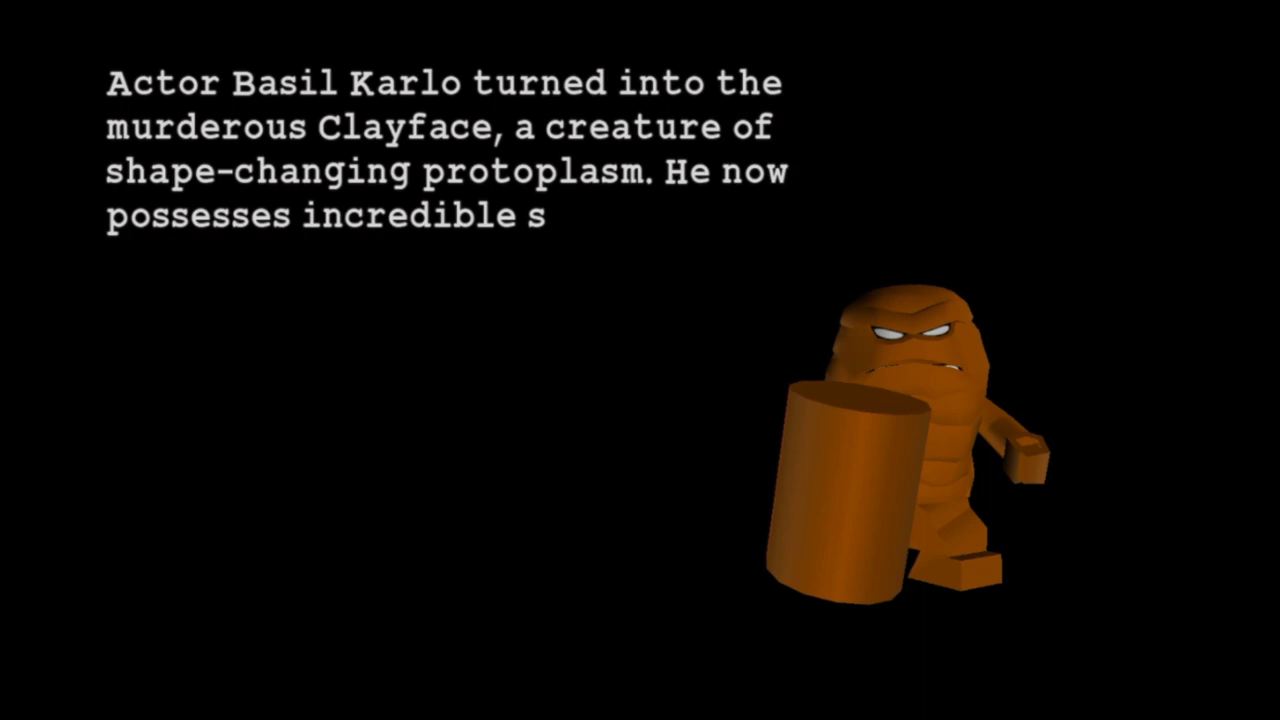 Actor Basil Karlo turned into the
murderous Clayface, a creature of
shape-changing protoplasm. He now
possesses incredible s